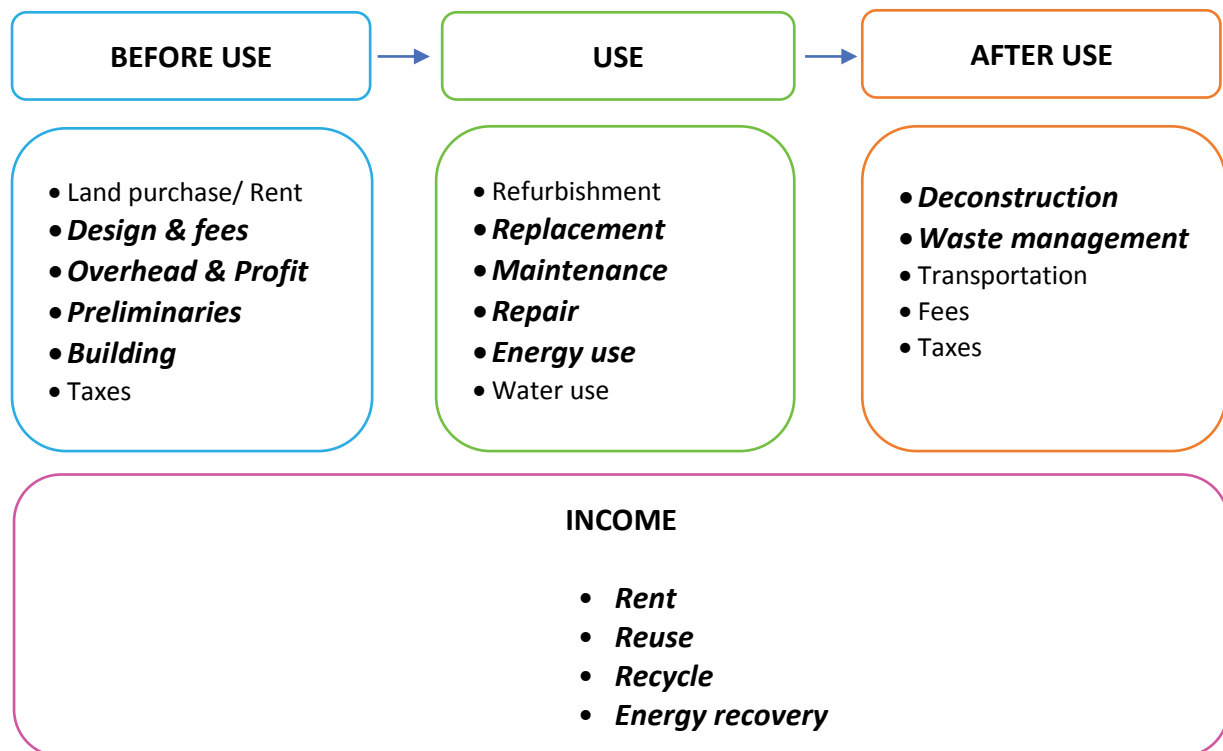 BEFORE USE
USE
AFTER USE
• Land purchase/ Rent
• Design & fees
• Overhead & Profit
• Preliminaries
• Building
• Taxes
• Refurbishment
• Replacement
• Maintenance
• Repair
• Energy use
• Water use
• Deconstruction
• Waste management
• Transportation
• Fees
• Taxes
INCOME
• Rent
• Reuse
• Recycle
• Energy recovery